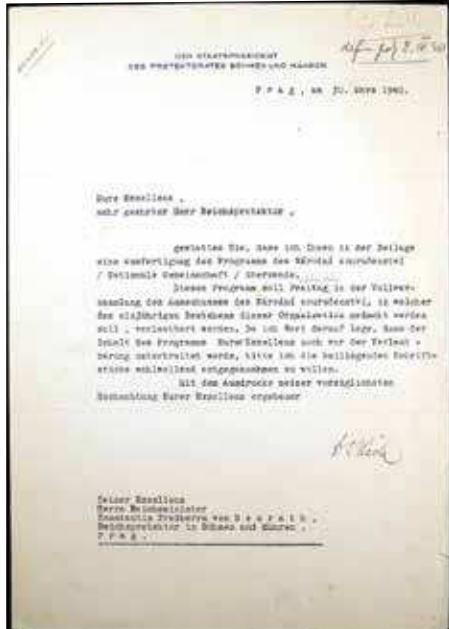 DER STAATSPRÄSIDENT
DES PROTEKTORATES BÖHMEN UND MÄHREN
Prag, am 30. März 1940.
Eure Exzellenz,
sehr geehrter Herr Reichsprotektor,
gestatten Sie, dass ich Ihnen in der Beilage
eine Ausfertigung des Programms des Národní souručenství
/ Nationale Gemeinschaft / übersende.
Dieses Programm soll Freitag in der Vollver-
sammlung des Ausschusses des Národní souručenství, in welcher
des einjährigen Bestehens dieser Organisation gedacht werden
soll, verlautbart werden. Da ich Wert darauf lege, dass der
Inhalt des Programms Eurer Exzellenz noch vor der Verlaut-
barung unterbreitet werde, bitte ich die beiliegenden Schrift-
stücke wohlwollend entgegennehmen zu wollen.
Mit dem Ausdrucke meiner vorzüglichsten
Hochachtung Eurer Exzellenz ergebener
Seiner Exzellenz
Herrn Reichsminister
Konstantin Freiherrn von Neurath,
Reichsprotektor in Böhmen und Mähren,
Prag.